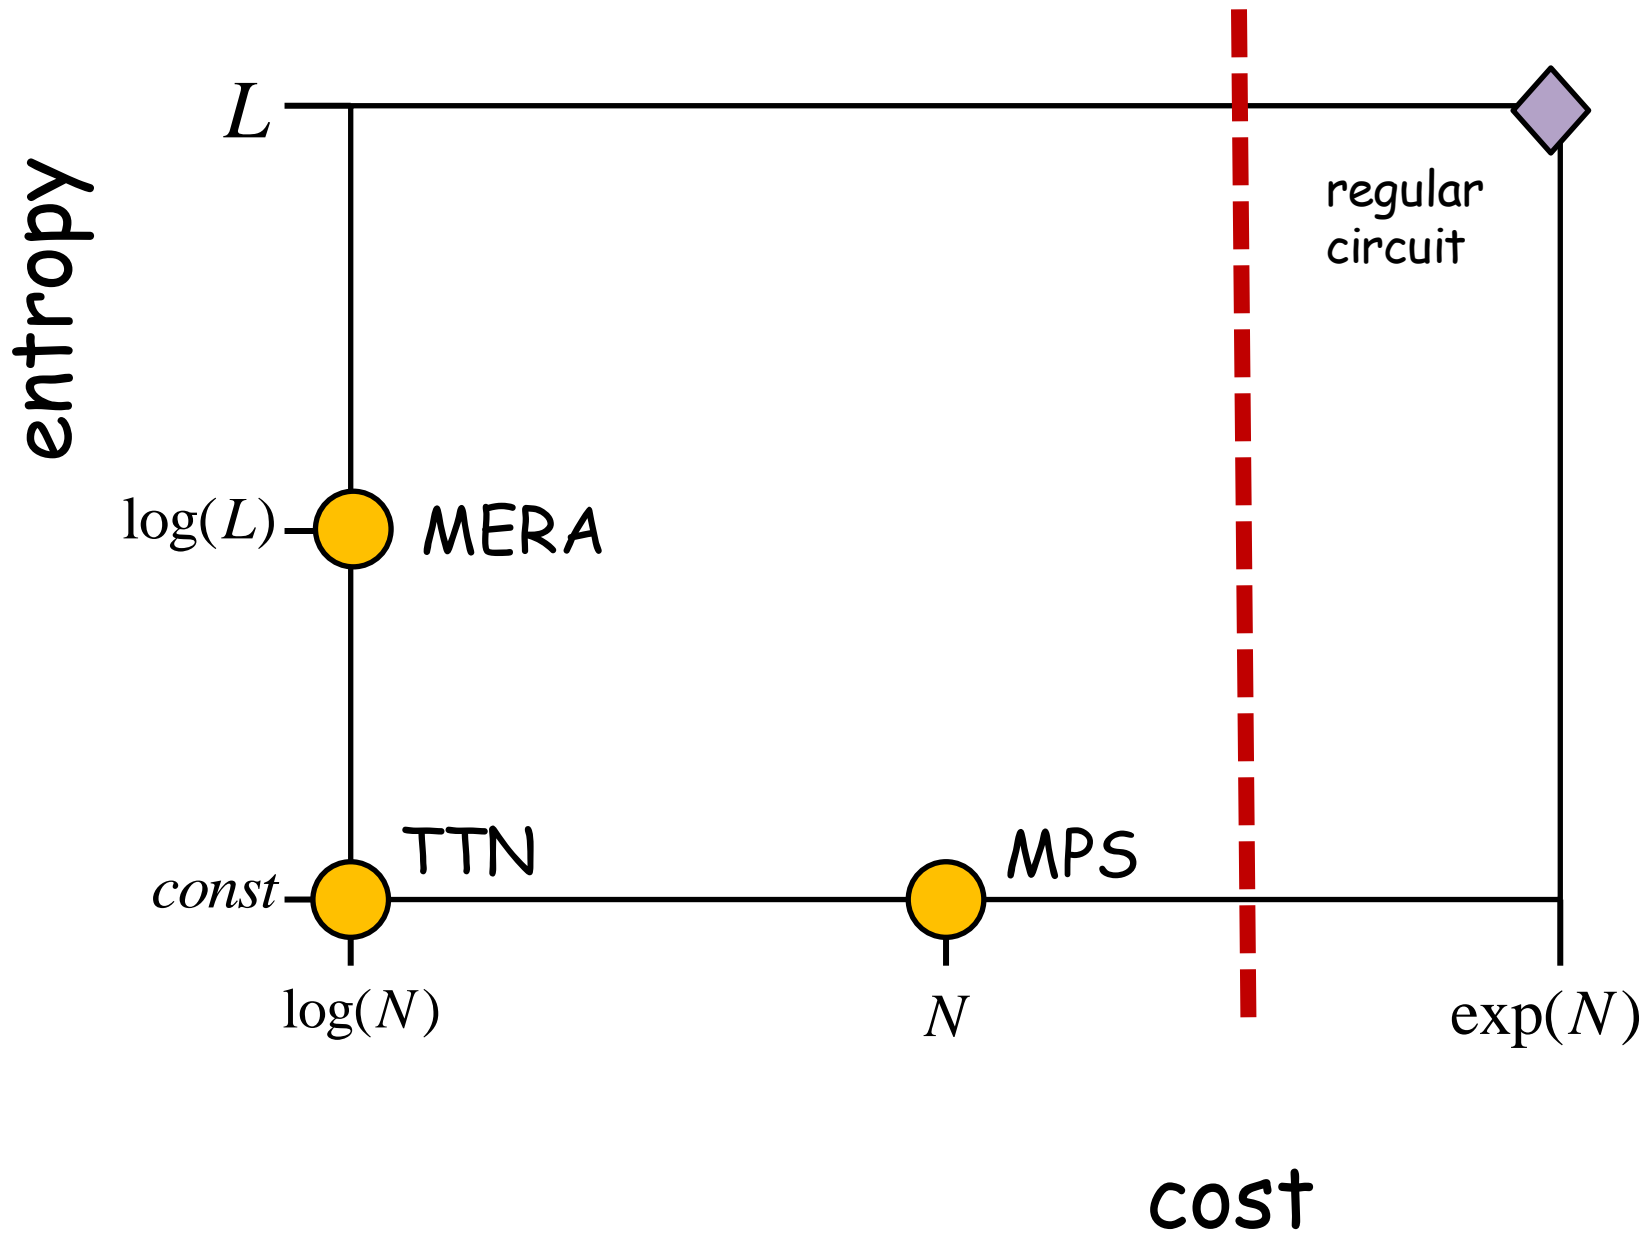 L
entropy
regular
circuit
log(L)
MERA
TTN
MPS
const
log(N)
N
exp(N)
cost